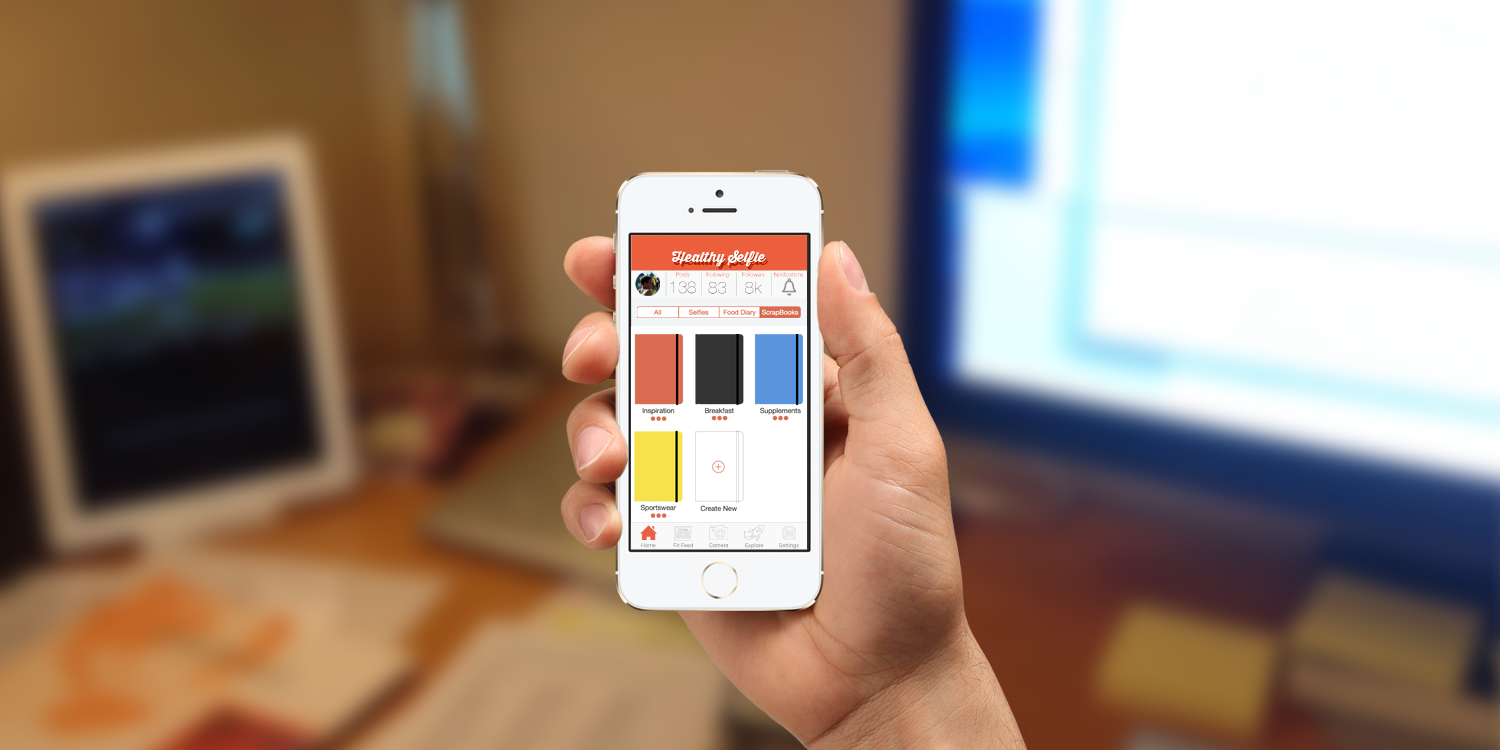 Healthy Selfie
Posts Following Followers Notifications
138 83 8k
All Selfies Food Diary ScrapBooks
Inspiration Breakfast Supplements
Sportswear Create New
Home Fit Feed Camera Explore Settings